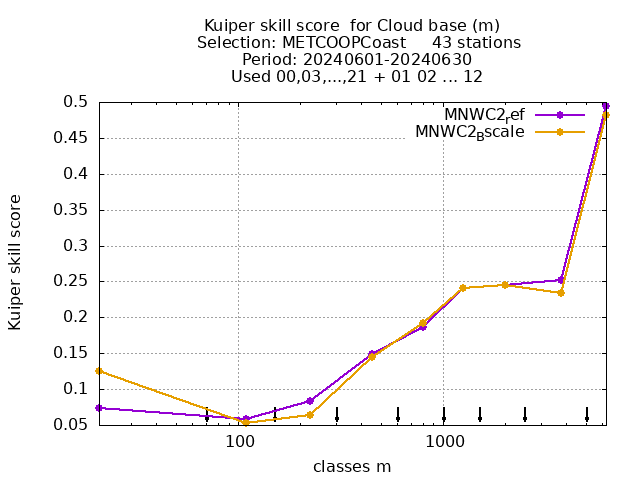 Kuiper skill score  for Cloud base (m)
Selection: METCOOPCoast     43 stations
Period: 20240601-20240630
Used 00,03,...,21 + 01 02 ... 12
MNWC2ref
MNWC2Bscale
0.5
0.45
0.4
0.35
0.3
0.25
0.2
0.15
0.1
0.05
Kuiper skill score
100
1000
classes m